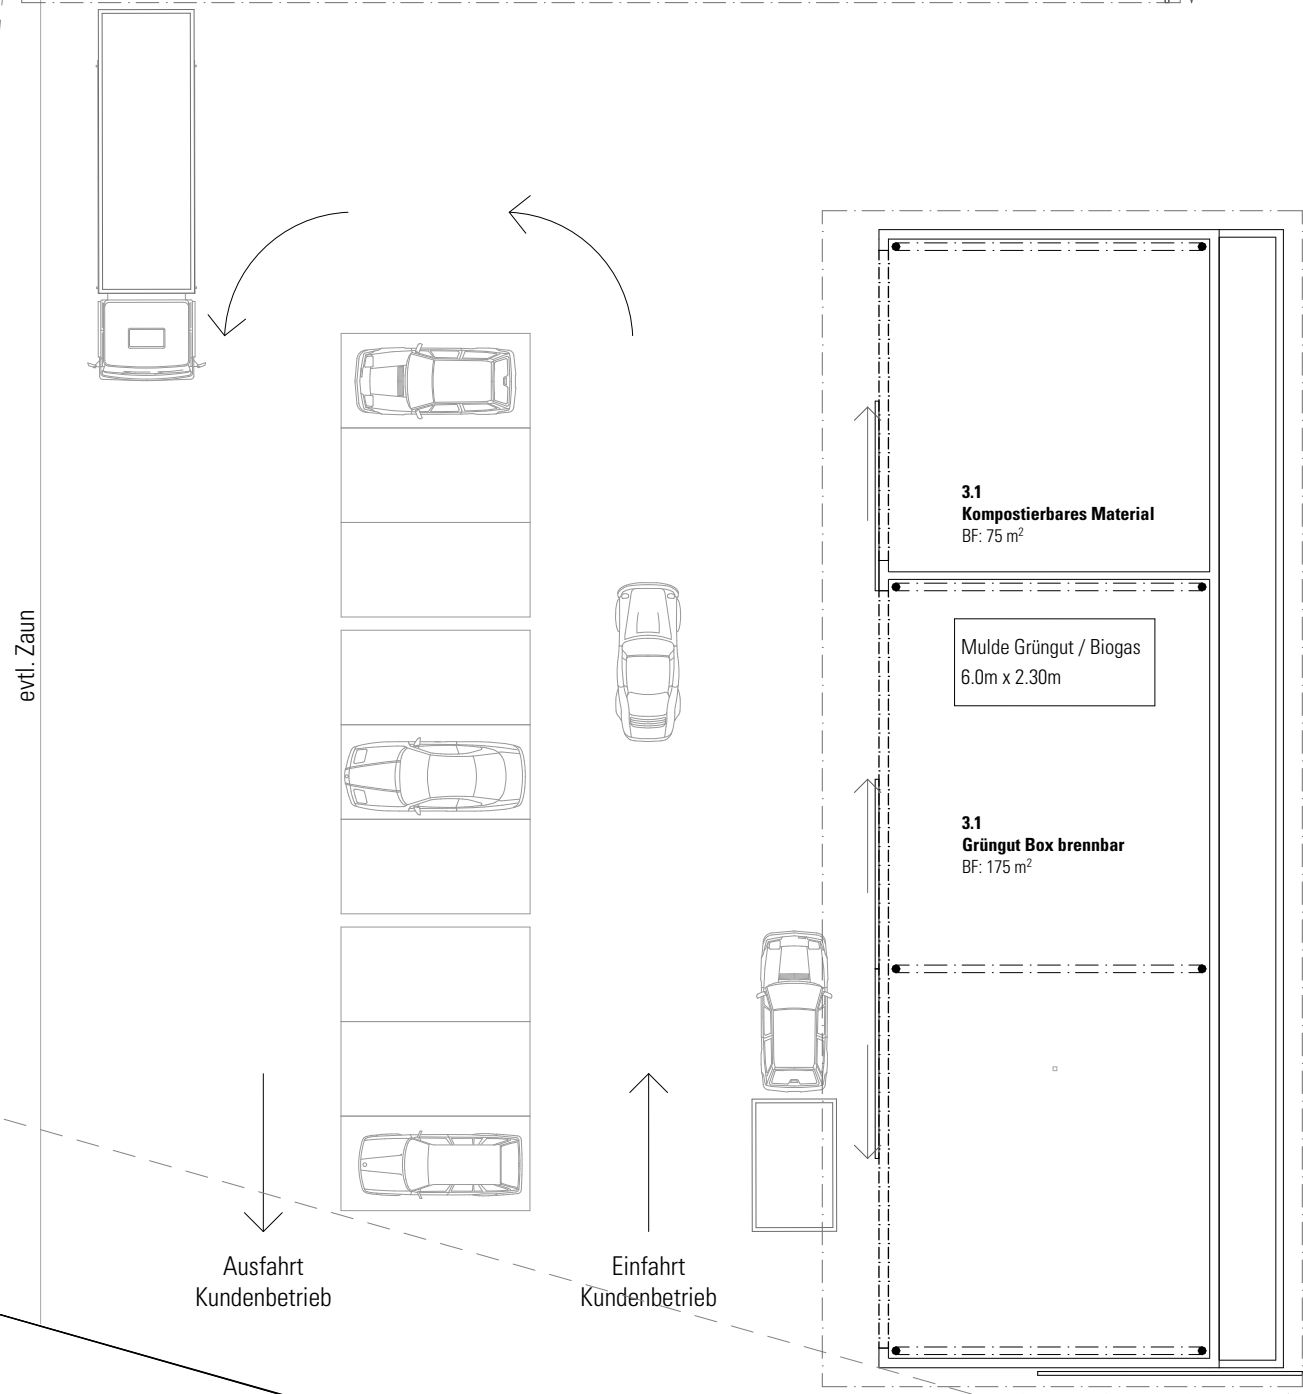 3.1
Kompostierbares Material
BF: 75 m²
evtl. Zaun
Mulde Grüngut / Biogas
6.0m x 2.30m
3.1
Grüngut Box brennbar
BF: 175 m²
Ausfahrt
Kundenbetrieb
Einfahrt
Kundenbetrieb